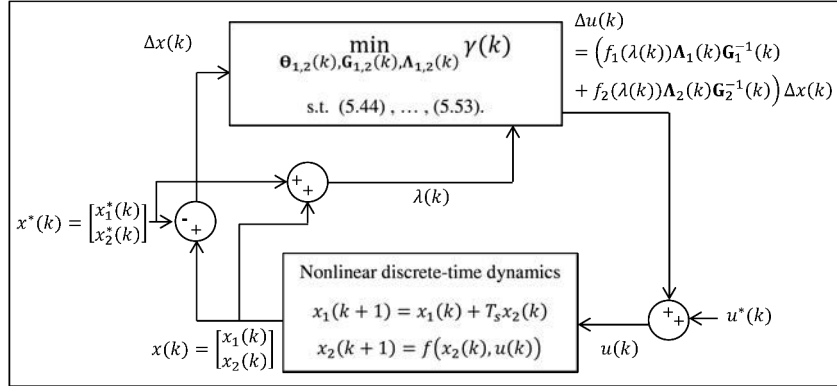 Δx(k)
min γ(k)
Θ₁,₂(k),G₁,₂(k),Λ₁,₂(k)
s.t. (5.44) , … , (5.53).
Δu(k)
= (f₁(λ(k))Λ₁(k)G₁⁻¹(k)
+ f₂(λ(k))Λ₂(k)G₂⁻¹(k)) Δx(k)
+
+
λ(k)
x*(k) = [x₁*(k)
x₂*(k)]
-
+
Nonlinear discrete-time dynamics
x₁(k + 1) = x₁(k) + Tₛx₂(k)
x₂(k + 1) = f(x₂(k), u(k))
x(k) = [x₁(k)
x₂(k)]
+
+
u*(k)
u(k)